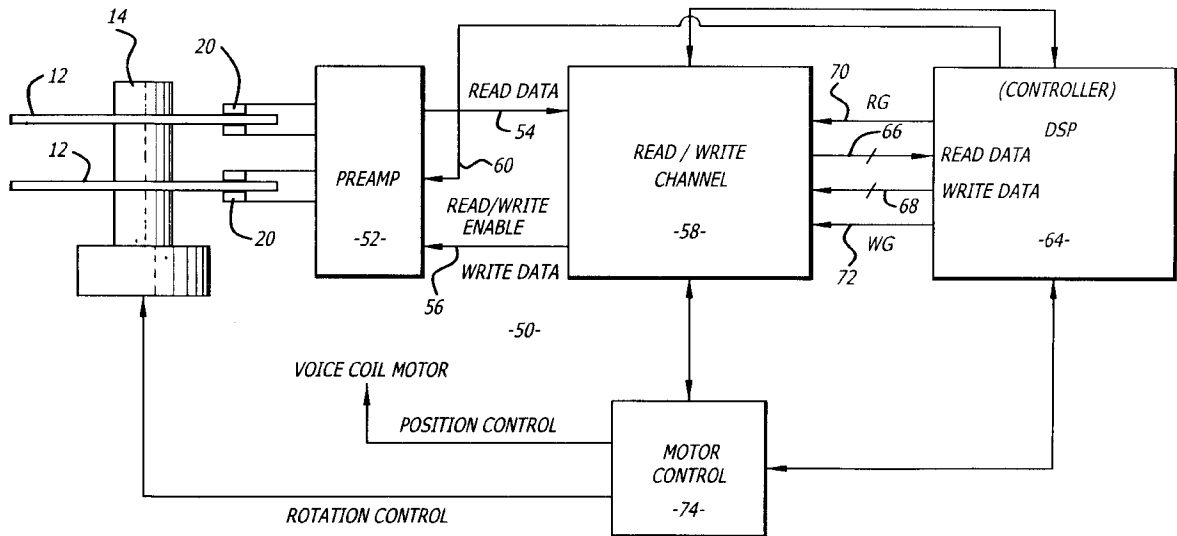 14
12
20
12
20
PREAMP
-52-
READ DATA
54
60
READ/WRITE
ENABLE
WRITE DATA
56
-50-
READ / WRITE
CHANNEL
-58-
70
RG
66
68
WG
72
(CONTROLLER)
DSP
READ DATA
WRITE DATA
-64-
VOICE COIL MOTOR
POSITION CONTROL
ROTATION CONTROL
MOTOR
CONTROL
-74-